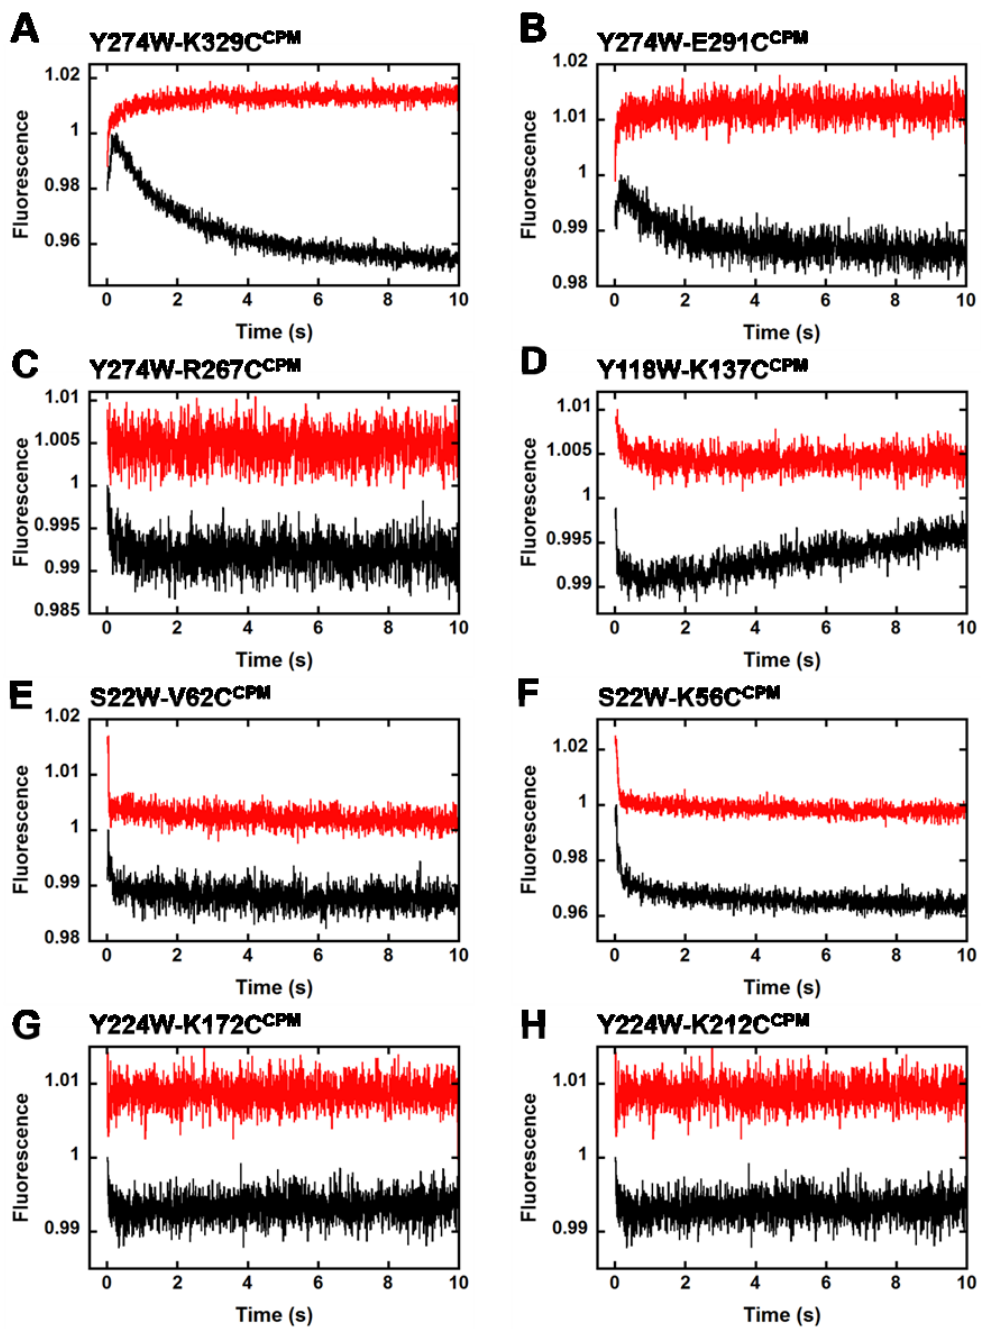 A
Y274W-K329C^CPM
1.02
1
0.98
0.96
Fluorescence
0 2 4 6 8 10
Time (s)
B
Y274W-E291C^CPM
1.02
1.01
1
0.99
0.98
Fluorescence
0 2 4 6 8 10
Time (s)
C
Y274W-R267C^CPM
1.01
1.005
1
0.995
0.99
0.985
Fluorescence
0 2 4 6 8 10
Time (s)
D
Y118W-K137C^CPM
1.01
1.005
1
0.995
0.99
Fluorescence
0 2 4 6 8 10
Time (s)
E
S22W-V62C^CPM
1.02
1.01
1
0.99
0.98
Fluorescence
0 2 4 6 8 10
Time (s)
F
S22W-K56C^CPM
1.02
1
0.98
0.96
Fluorescence
0 2 4 6 8 10
Time (s)
G
Y224W-K172C^CPM
1.01
1
0.99
Fluorescence
0 2 4 6 8 10
Time (s)
H
Y224W-K212C^CPM
1.01
1
0.99
Fluorescence
0 2 4 6 8 10
Time (s)